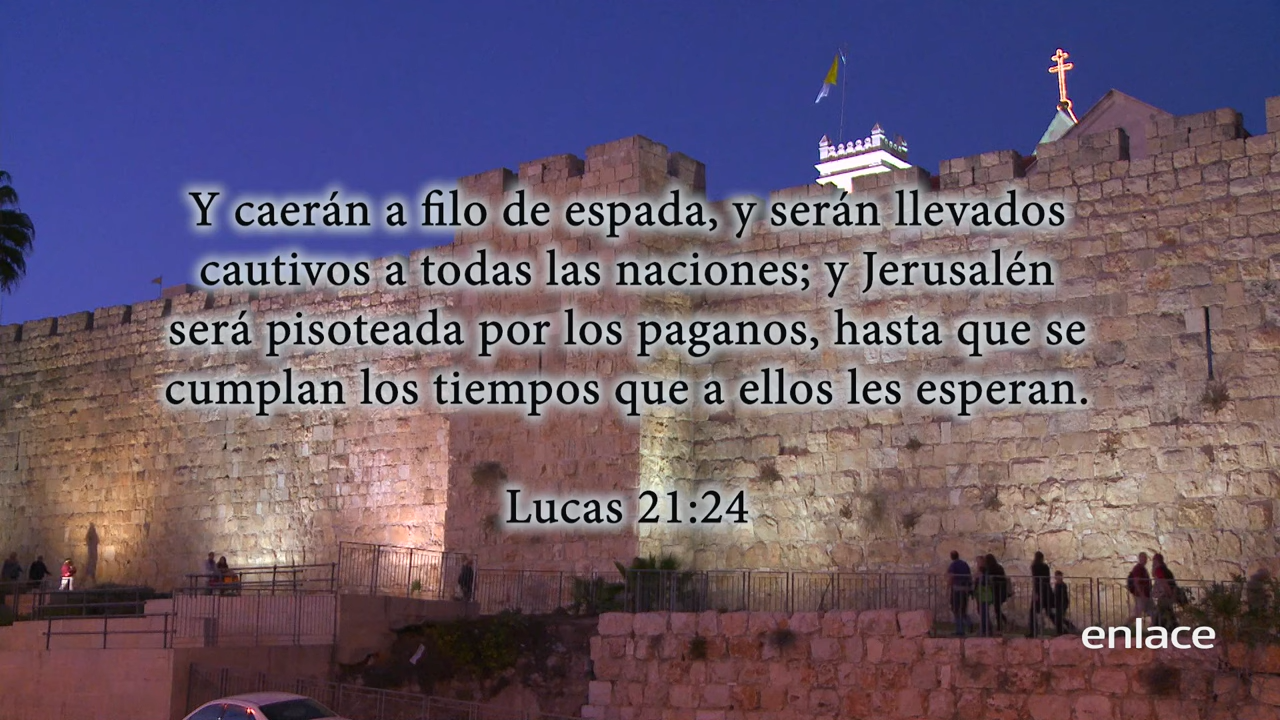 Y caerán a filo de espada, y serán llevados
cautivos a todas las naciones; y Jerusalén
será pisoteada por los paganos, hasta que se
cumplan los tiempos que a ellos les esperan.
Lucas 21:24
enlace